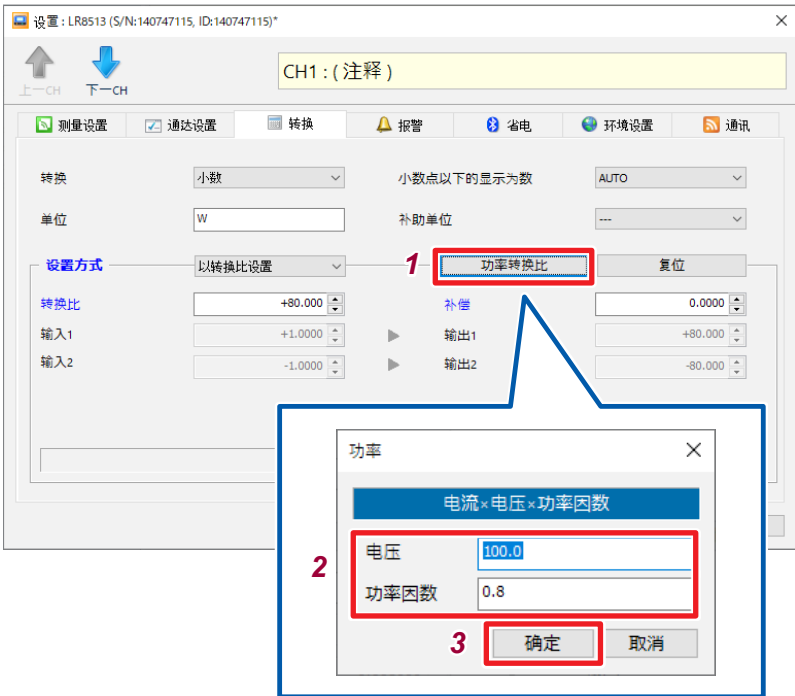 设置 : LR8513 (S/N:140747115, ID:140747115)*
上一CH 下一CH
CH1 : ( 注释 )
测量设置 通达设置 转换 报警 省电 环境设置 通讯
转换 小数 小数点以下的显示为数 AUTO
单位 W 补助单位 ---
设置方式 以转换比设置 1 功率转换比 复位
转换比 +80.000 补偿 0.0000
输入1 +1.0000 输出1 +80.000
输入2 -1.0000 输出2 -80.000
功率
电流×电压×功率因数
2
电压 100.0
功率因数 0.8
3 确定 取消